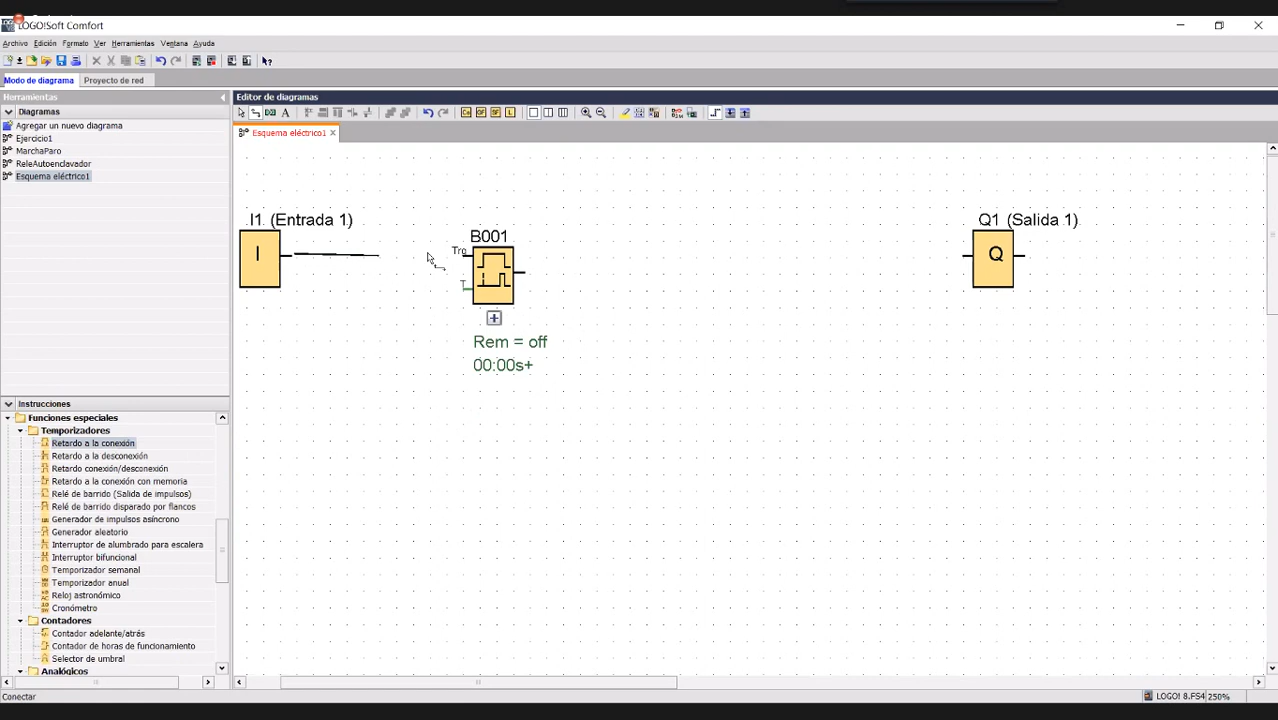 LOGO!Soft Comfort
Archivo Edición Formato Ver Herramientas Ventana Ayuda
Modo de diagrama Proyecto de red
Herramientas
Diagramas
Agregar un nuevo diagrama
Ejercicio1
MarchaParo
ReleAutoenclavador
Esquema eléctrico1
Instrucciones
Funciones especiales
Temporizadores
Retardo a la conexión
Retardo a la desconexión
Retardo conexión/desconexión
Retardo a la conexión con memoria
Relé de barrido (Salida de impulsos)
Relé de barrido disparado por flancos
Generador de impulsos asíncrono
Generador aleatorio
Interruptor de alumbrado para escalera
Interruptor bifuncional
Temporizador semanal
Temporizador anual
Reloj astronómico
Cronómetro
Contadores
Contador adelante/atrás
Contador de horas de funcionamiento
Selector de umbral
Analógicos
Editor de diagramas
A Co GF SF L
Esquema eléctrico1
I1 (Entrada 1)
I
B001
Trg
T
Rem = off
00:00s+
Q1 (Salida 1)
Q
Conectar
LOGO! 8.FS4 250%